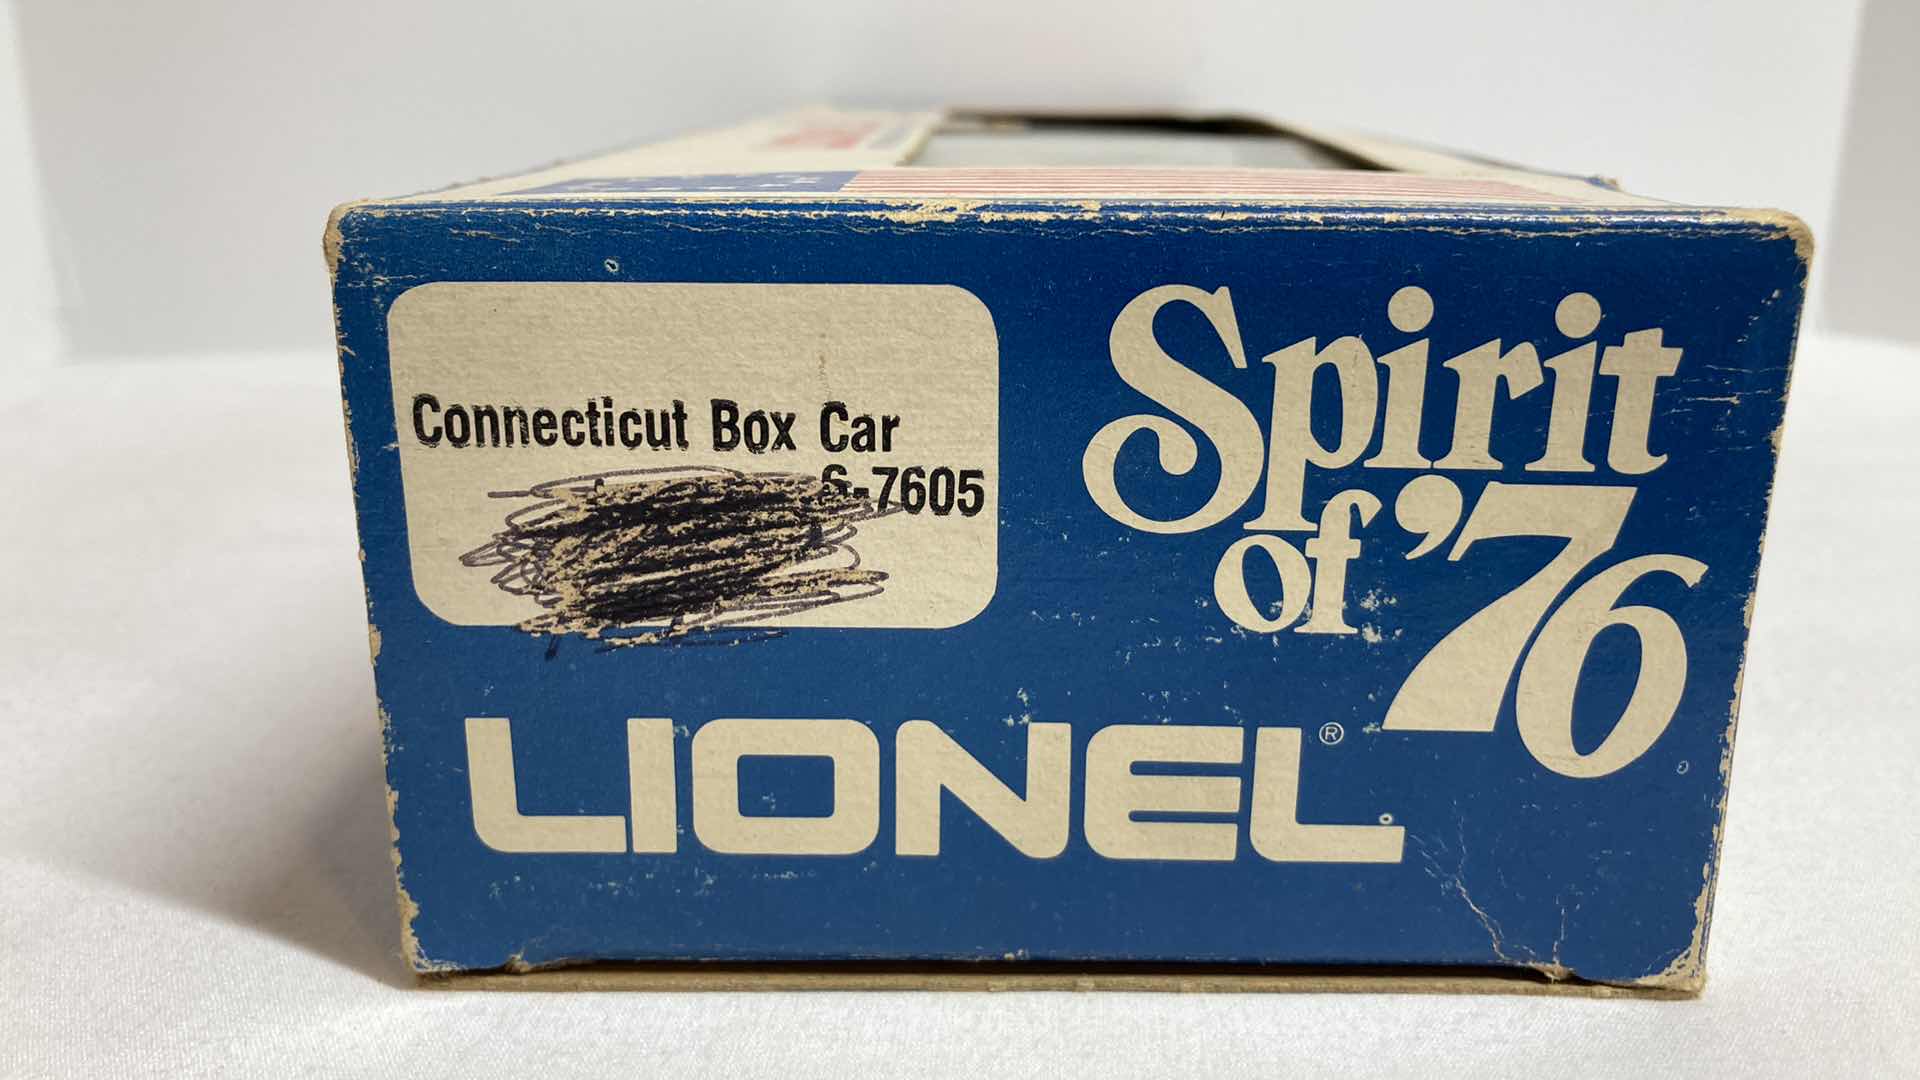 Connecticut Box Car
6-7605
Spirit
of '76
LIONEL®